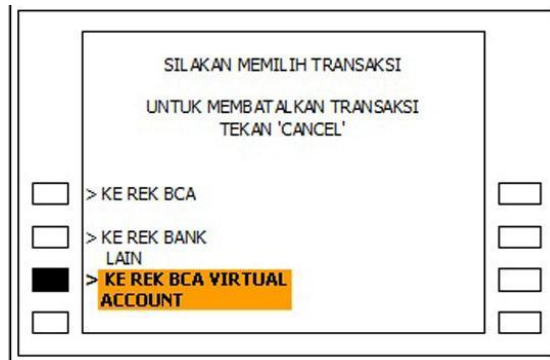 SILAKAN MEMILIH TRANSAKSI
UNTUK MEMBATALKAN TRANSAKSI
TEKAN 'CANCEL'
> KE REK BCA
> KE REK BANK
LAIN
> KE REK BCA VIRTUAL
ACCOUNT